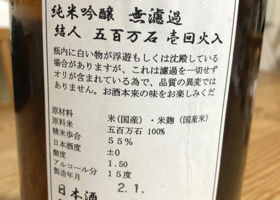 純米吟醸 無濾過
結人 五百万石 壱回火入
瓶内に白い物が浮遊もしくは沈殿している
場合がありますが、これは濾過を一切せず
オリが含まれている為で、品質の異変では
ありません。お酒本来の味をお楽しみくだ
原材料 米(国産)・米麹(国産米)
原料米 五百万石 100%
精米歩合 55%
日本酒度 ±0
酸度 1.50
アルコール分 15度
製造年月 2.1.
日本酒